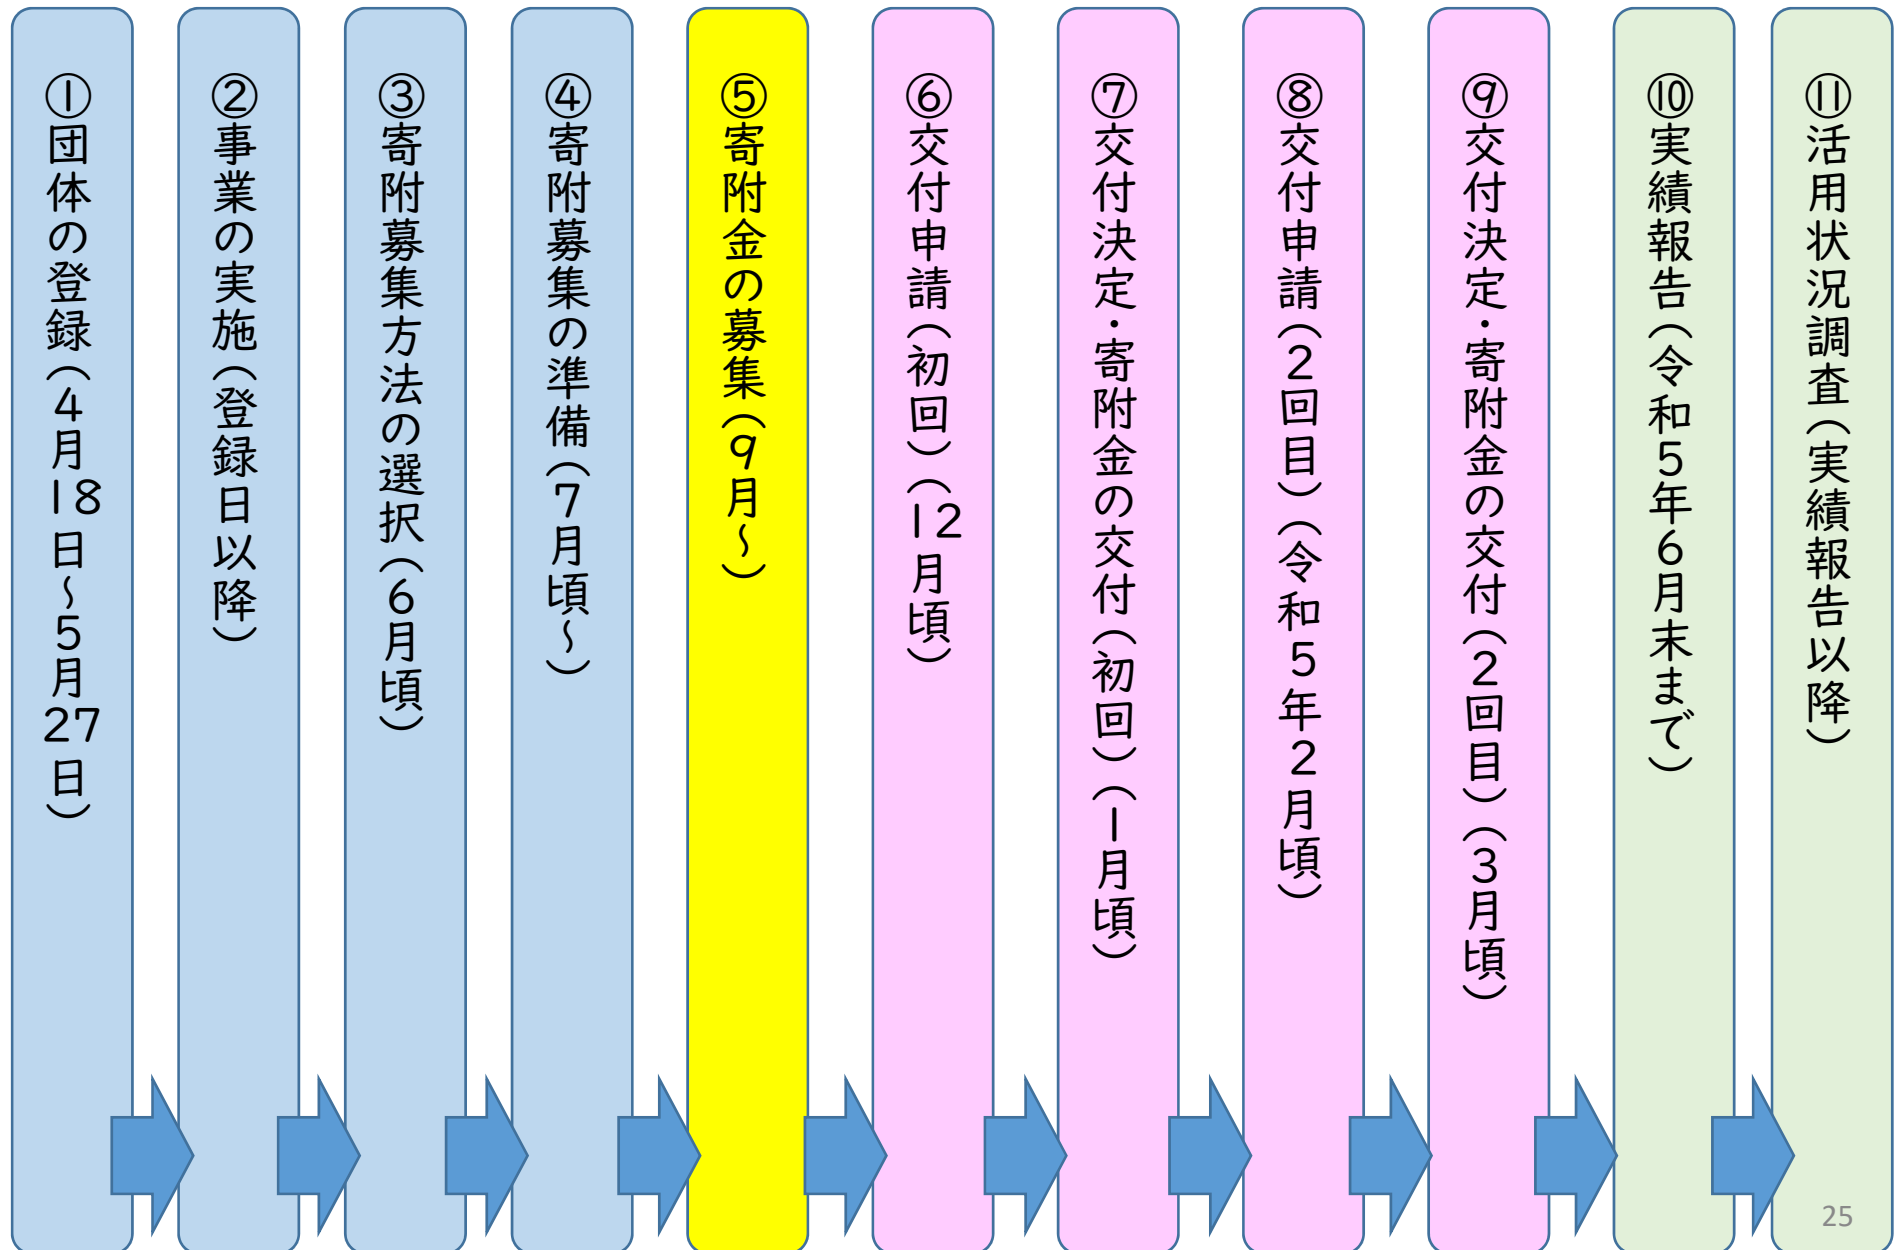 ①団体の登録（4月18日～5月27日）
②事業の実施（登録日以降）
③寄附募集方法の選択（6月頃）
④寄附募集の準備（7月頃～）
⑤寄附金の募集（9月～）
⑥交付申請（初回）（12月頃）
⑦交付決定・寄附金の交付（初回）（1月頃）
⑧交付申請（2回目）（令和5年2月頃）
⑨交付決定・寄附金の交付（2回目）（3月頃）
⑩実績報告（令和5年6月末まで）
⑪活用状況調査（実績報告以降）
25